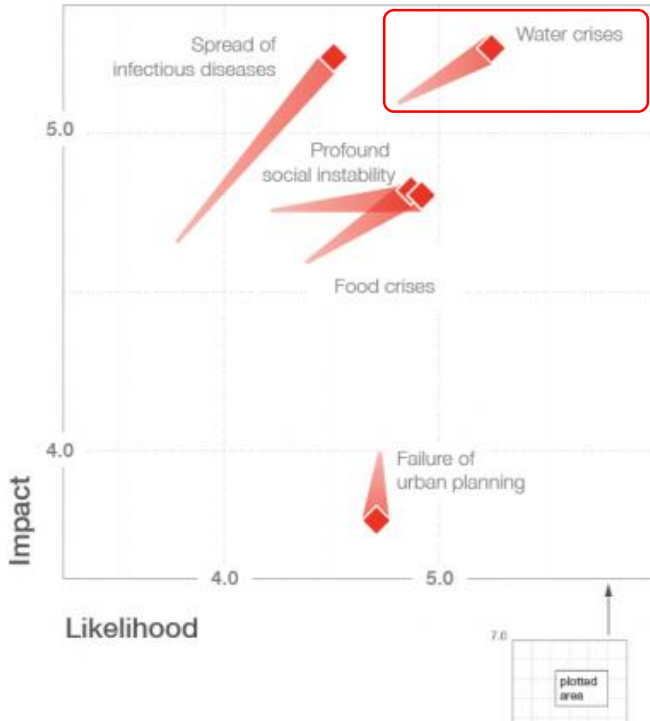 Spread of
infectious diseases
Water crises
5.0
Profound
social instability
Food crises
4.0
Failure of
urban planning
Impact
4.0
5.0
Likelihood
7.0
plotted
area